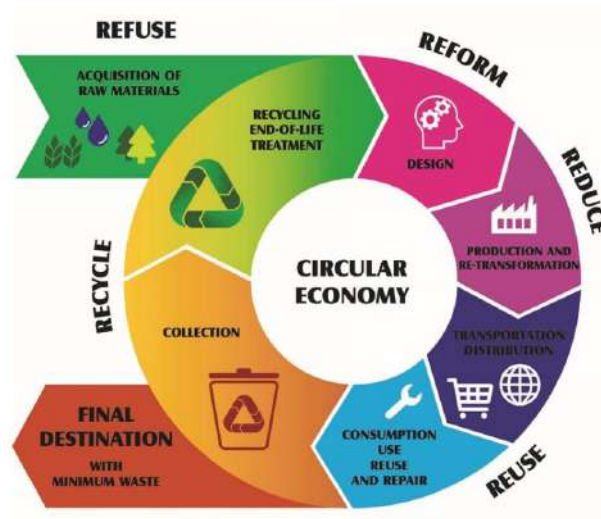 REFUSE
ACQUISITION OF
RAW MATERIALS
RECYCLING
END-OF-LIFE
TREATMENT
REFORM
DESIGN
REDUCE
PRODUCTION AND
RE-TRANSFORMATION
CIRCULAR
ECONOMY
TRANSPORTATION
DISTRIBUTION
REUSE
CONSUMPTION
USE
REUSE
AND REPAIR
RECYCLE
COLLECTION
FINAL
DESTINATION
WITH
MINIMUM WASTE